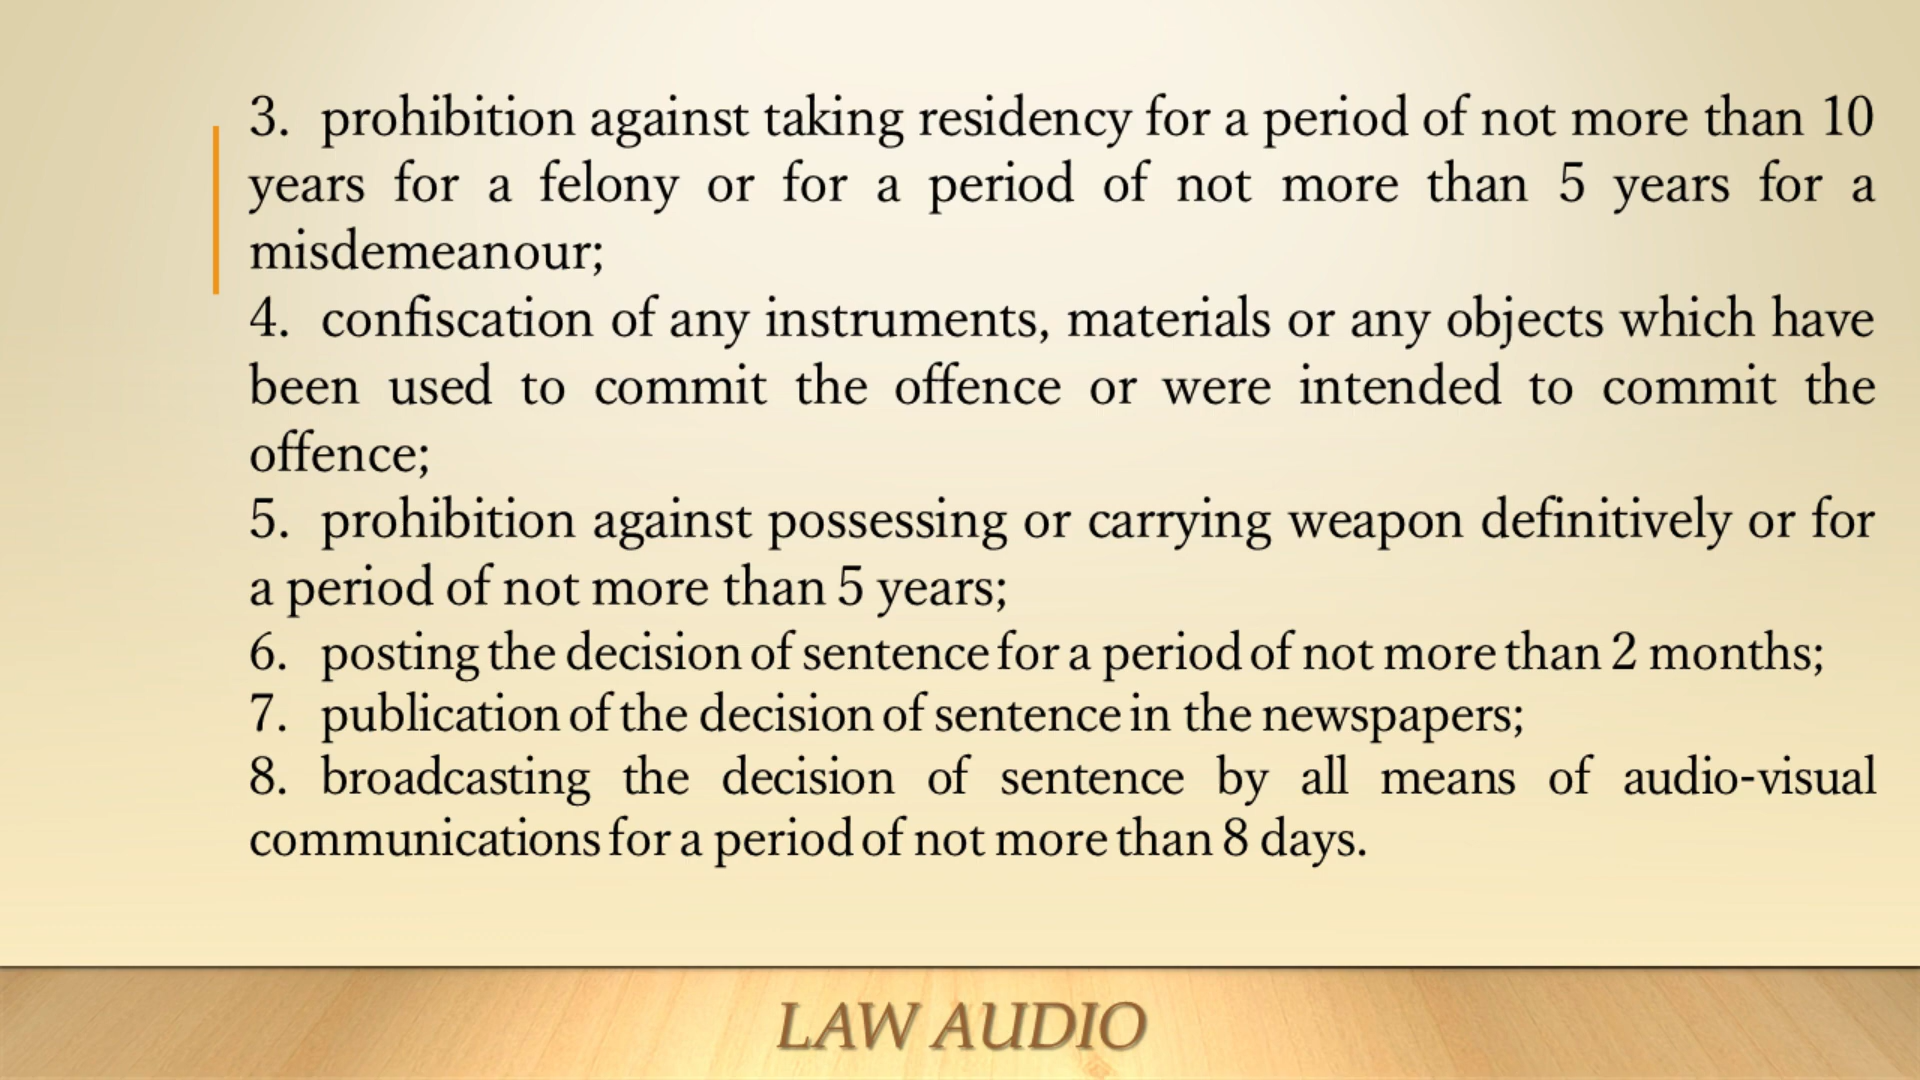 3. prohibition against taking residency for a period of not more than 10
years for a felony or for a period of not more than 5 years for a
misdemeanour;
4. confiscation of any instruments, materials or any objects which have
been used to commit the offence or were intended to commit the
offence;
5. prohibition against possessing or carrying weapon definitively or for
a period of not more than 5 years;
6. posting the decision of sentence for a period of not more than 2 months;
7. publication of the decision of sentence in the newspapers;
8. broadcasting the decision of sentence by all means of audio-visual
communications for a period of not more than 8 days.
LAW AUDIO